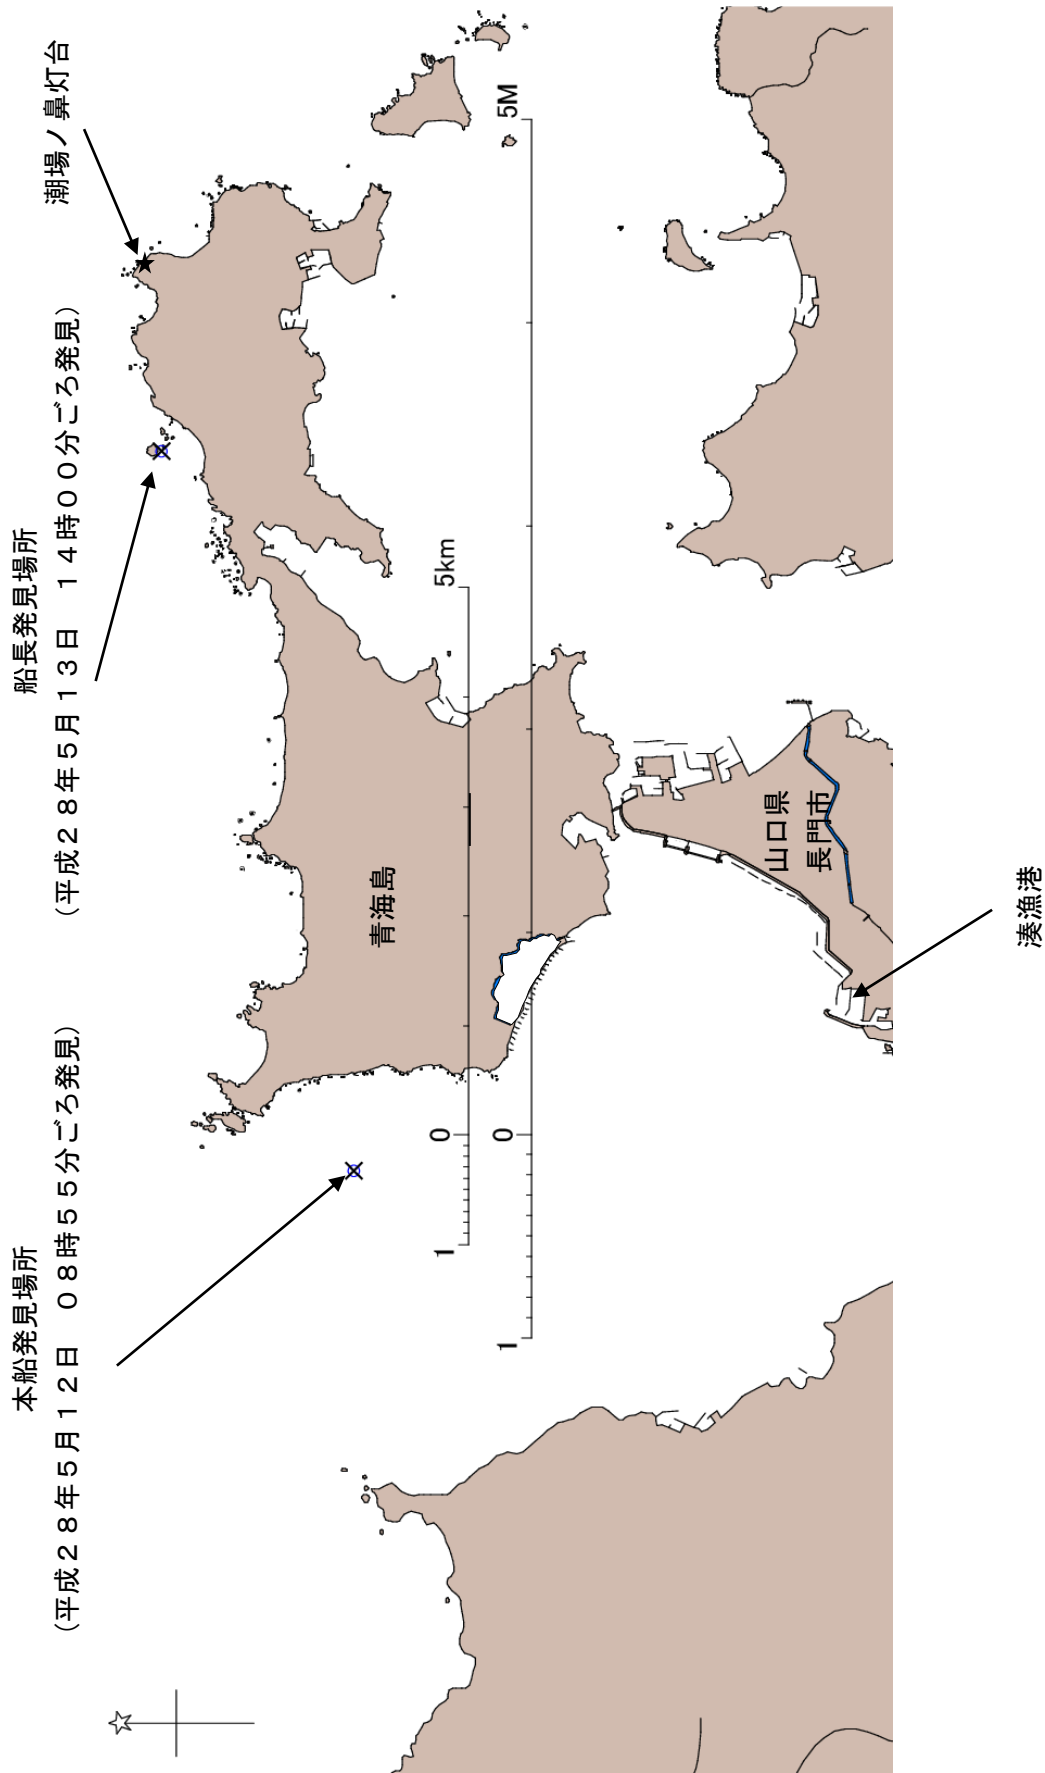 本船発見場所
（平成２８年５月１２日　０８時５５分ごろ発見）
船長発見場所
（平成２８年５月１３日　１４時００分ごろ発見）
潮場ノ鼻灯台
青海島
1
0
5km
1
0
5M
山口県
長門市
湊漁港